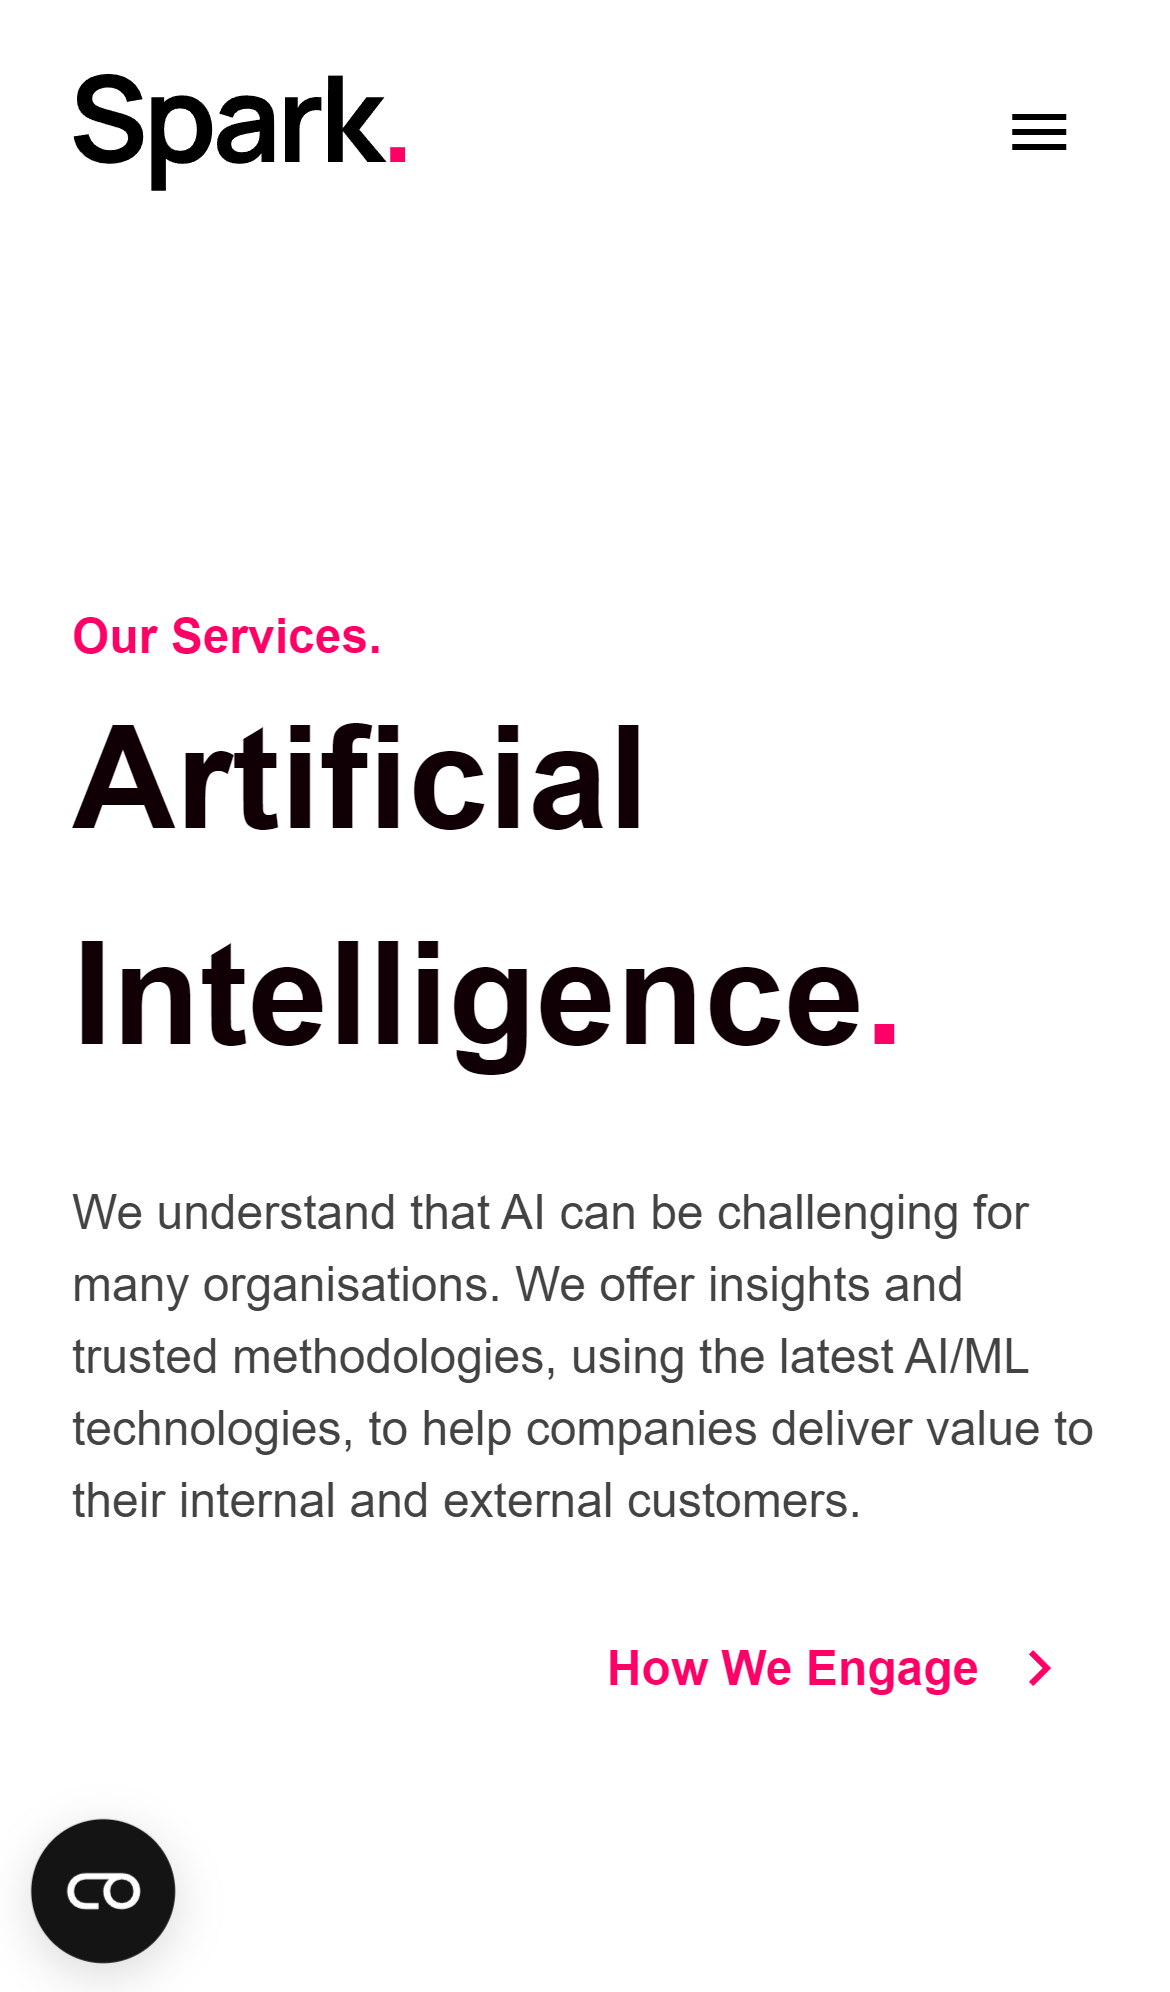 Spark.
Our Services.
Artificial
Intelligence.
We understand that AI can be challenging for
many organisations. We offer insights and
trusted methodologies, using the latest AI/ML
technologies, to help companies deliver value to
their internal and external customers.
How We Engage